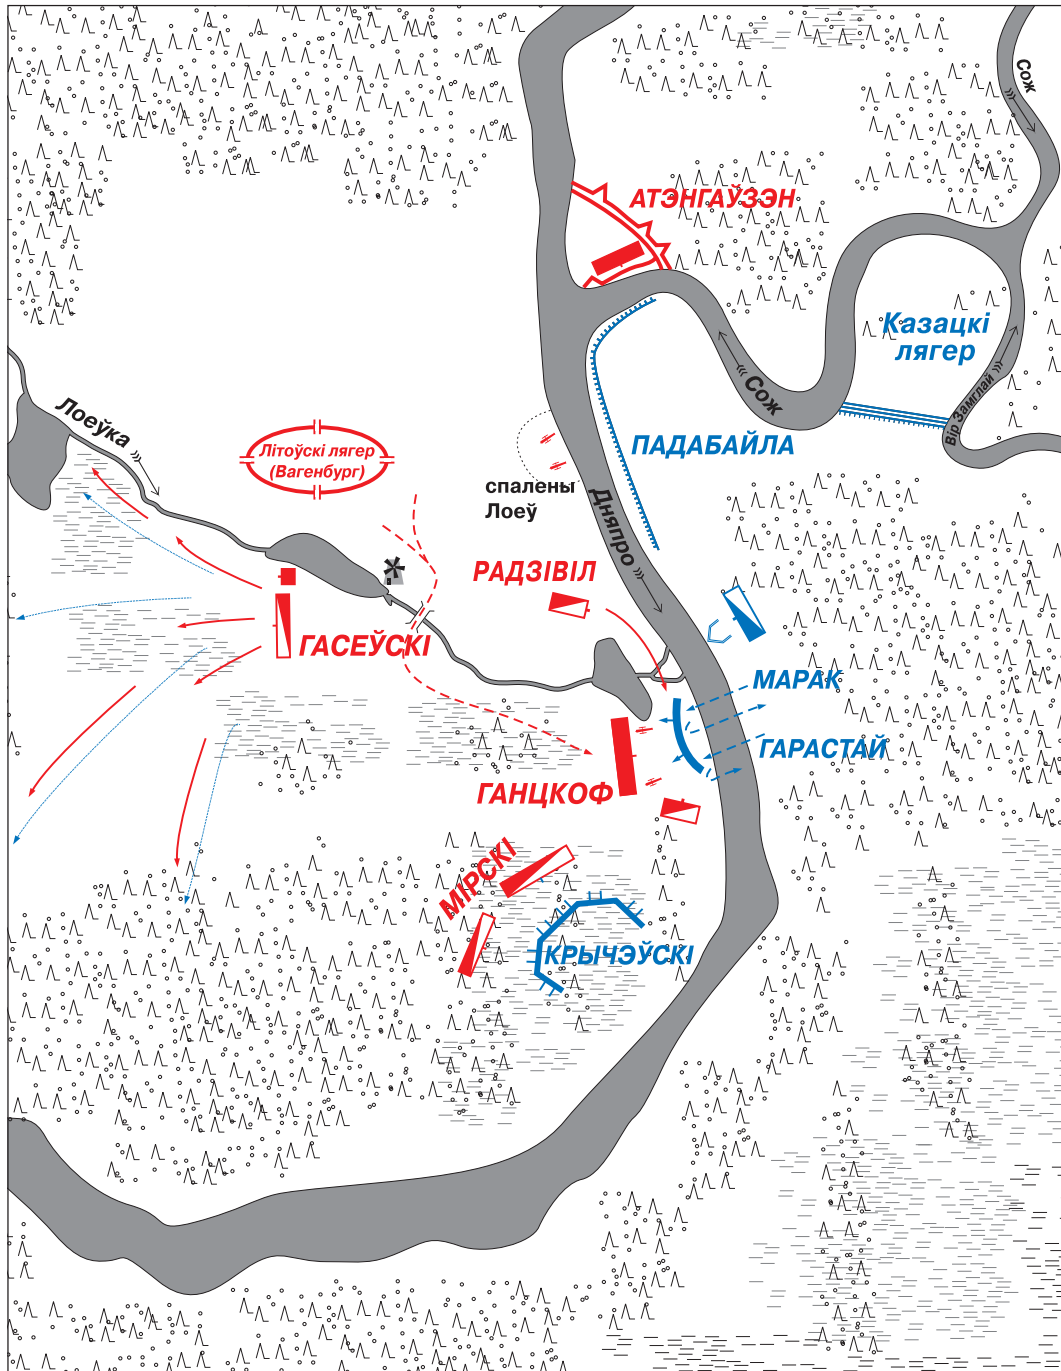 Сож
АТЭНГАЎЗЭН
Казацкі
лягер
Сож
Вір Замглай
Лоеўка
Літоўскі лягер
(Вагенбург)
ПАДАБАЙЛА
спалены
Лоеў
Дняпро
РАДЗІВІЛ
ГАСЕЎСКІ
МАРАК
ГАРАСТАЙ
ГАНЦКОФ
МІРСКІ
КРЫЧЭЎСКІ